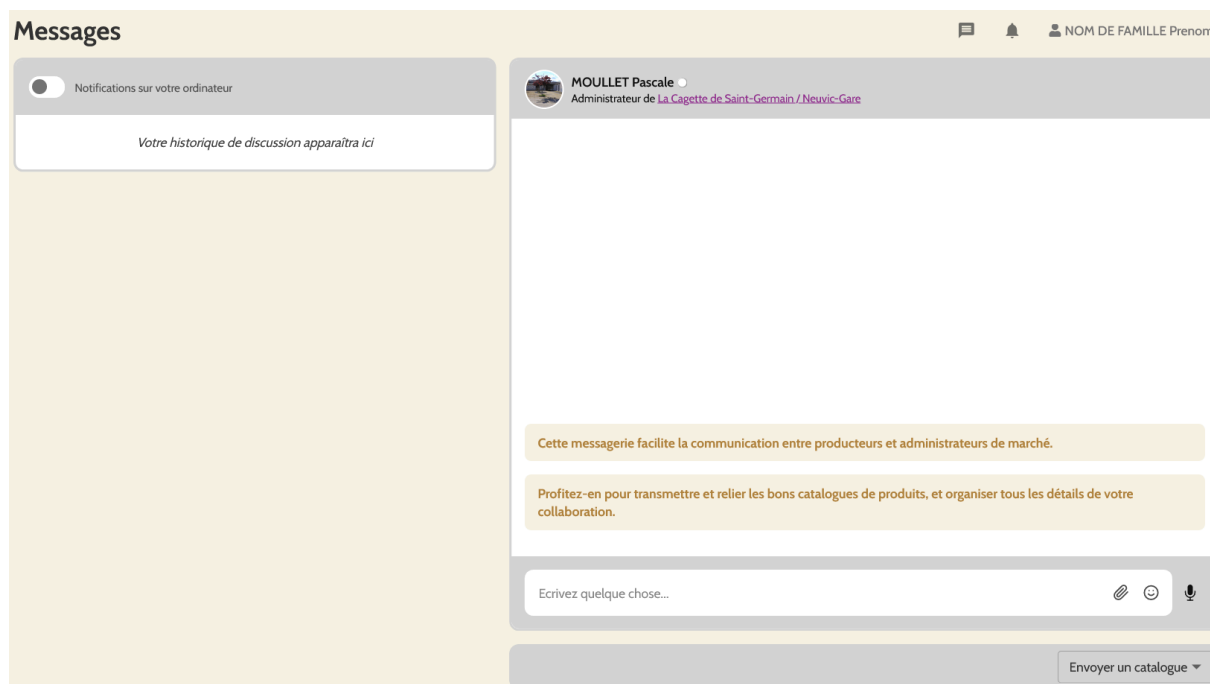 Messages
NOM DE FAMILLE Prenom
Notifications sur votre ordinateur
Votre historique de discussion apparaîtra ici
MOULLET Pascale
Administrateur de La Cagette de Saint-Germain / Neuvic-Gare
Cette messagerie facilite la communication entre producteurs et administrateurs de marché.
Profitez-en pour transmettre et relier les bons catalogues de produits, et organiser tous les détails de votre
collaboration.
Ecrivez quelque chose...
Envoyer un catalogue